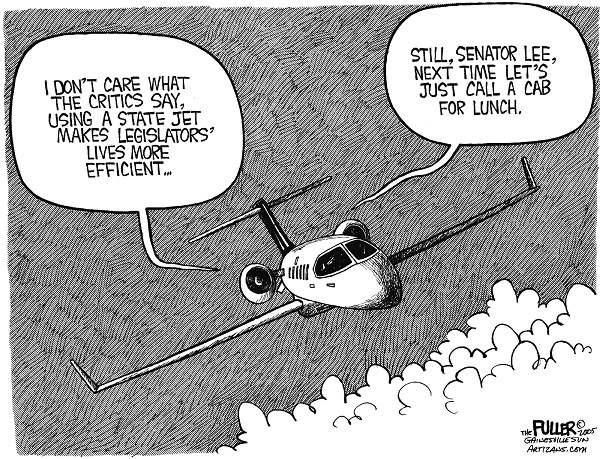 I DON'T CARE WHAT
THE CRITICS SAY,
USING A STATE JET
MAKES LEGISLATORS'
LIVES MORE
EFFICIENT...
STILL, SENATOR LEE,
NEXT TIME LET'S
JUST CALL A CAB
FOR LUNCH.
THE FULLER © 2005
GAINESVILLE SUN
ARTIZANS.COM